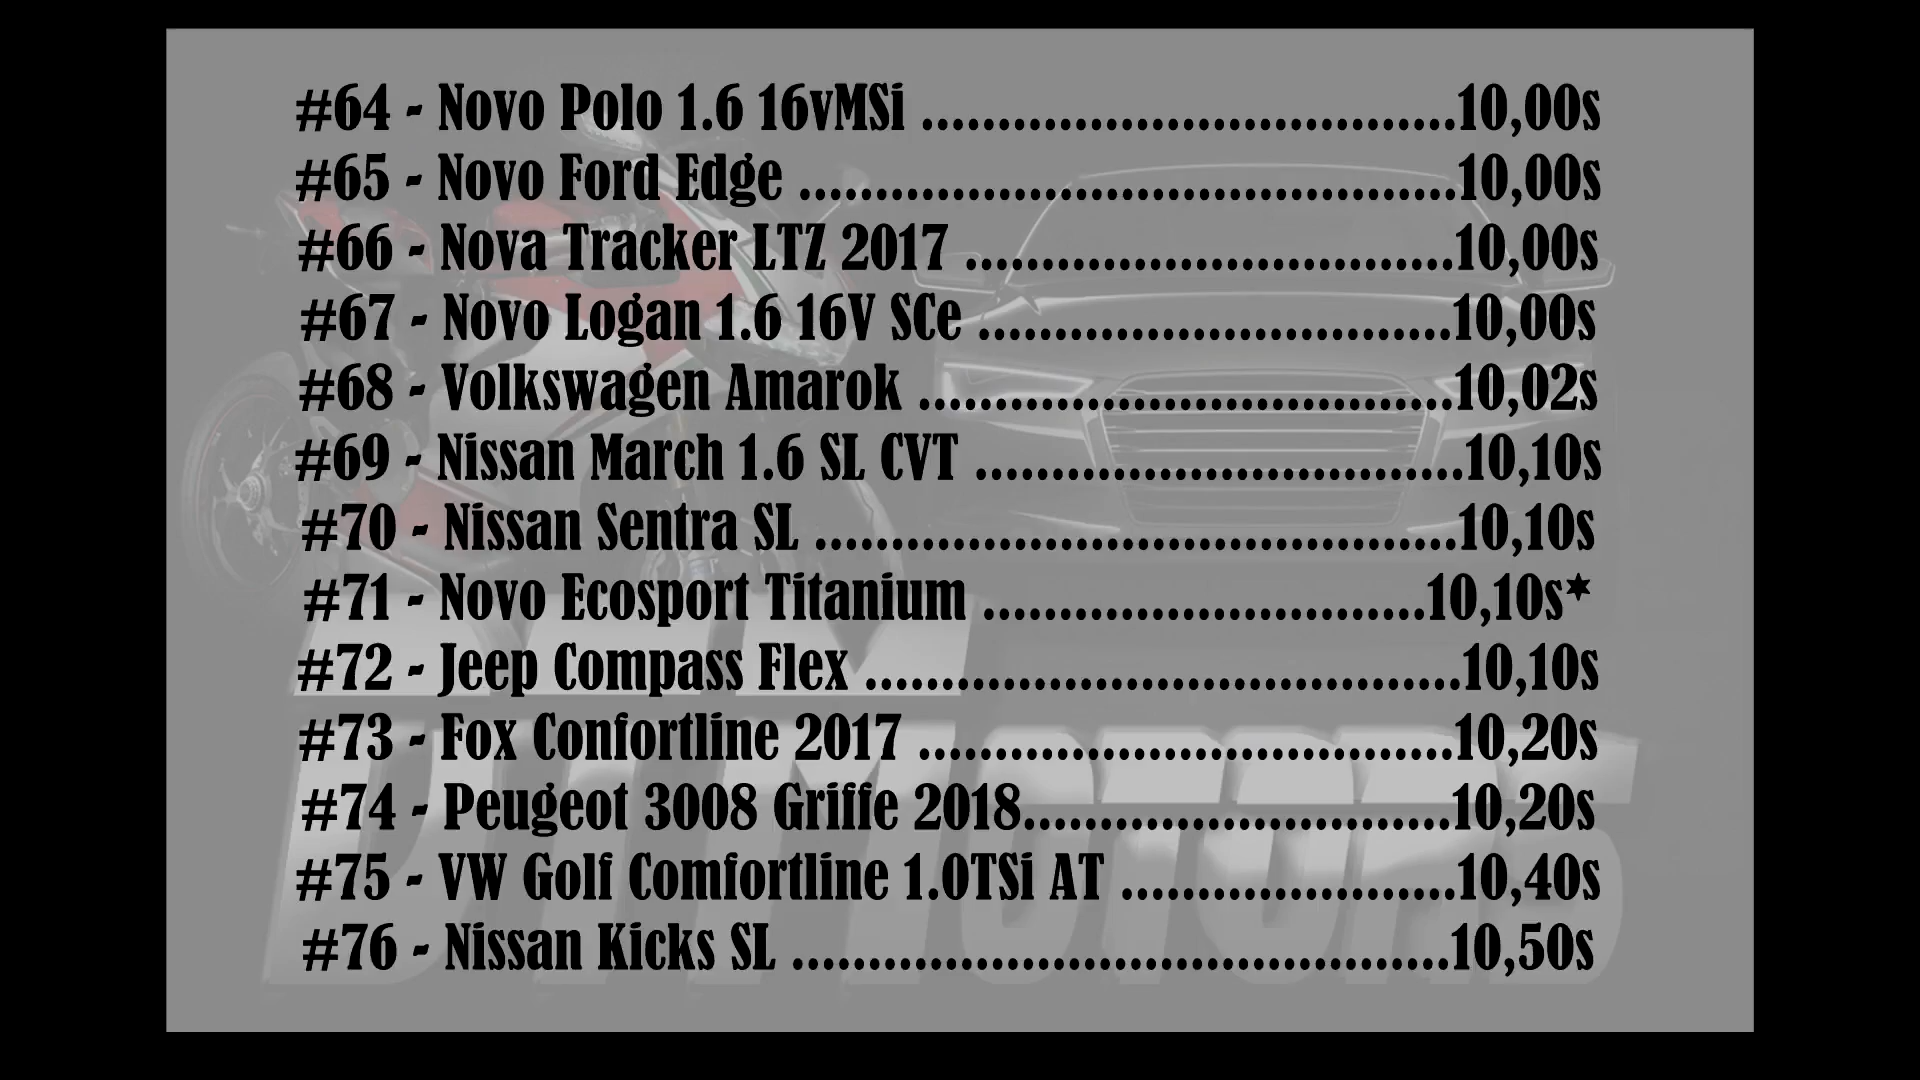 #64 - Novo Polo 1.6 16vMSi ...................................10,00s
#65 - Novo Ford Edge ...........................................10,00s
#66 - Nova Tracker LTZ 2017 ................................10,00s
#67 - Novo Logan 1.6 16V SCe ...............................10,00s
#68 - Volkswagen Amarok ...................................10,02s
#69 - Nissan March 1.6 SL CVT ................................10,10s
#70 - Nissan Sentra SL ..........................................10,10s
#71 - Novo Ecosport Titanium .............................10,10s*
#72 - Jeep Compass Flex .......................................10,10s
#73 - Fox Confortline 2017 ...................................10,20s
#74 - Peugeot 3008 Griffe 2018............................10,20s
#75 - VW Golf Comfortline 1.0TSi AT ......................10,40s
#76 - Nissan Kicks SL ...........................................10,50s